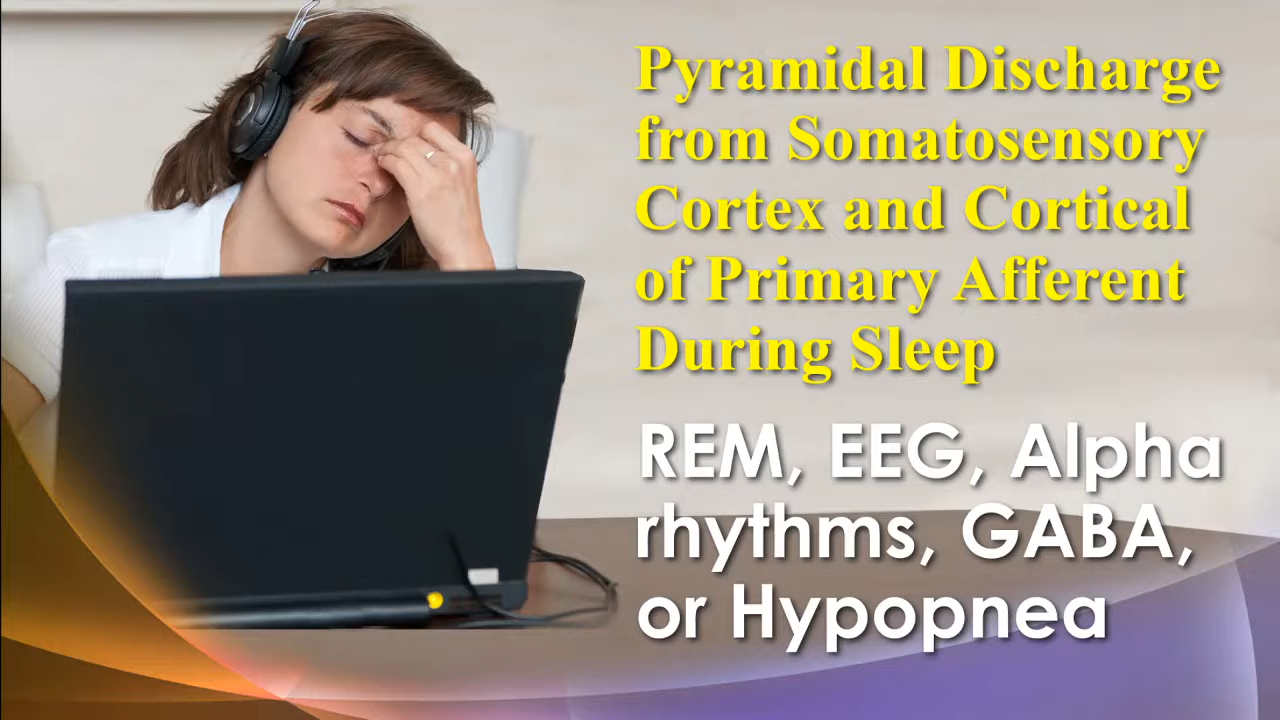 Pyramidal Discharge
from Somatosensory
Cortex and Cortical
of Primary Afferent
During Sleep
REM, EEG, Alpha
rhythms, GABA,
or Hypopnea